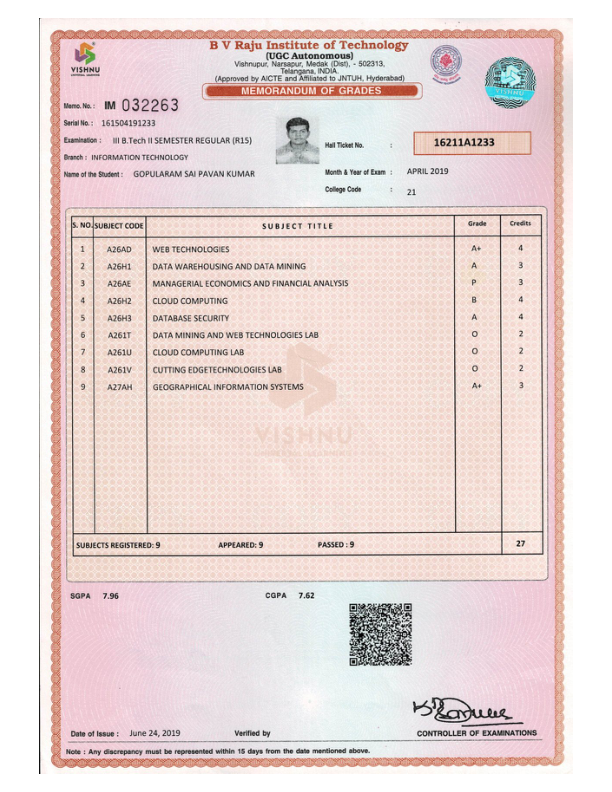 B V Raju Institute of Technology
(UGC Autonomous)
Vishnupur, Narsapur, Medak (Dist), - 502313,
Telangana, INDIA.
(Approved by AICTE and Affiliated to JNTUH, Hyderabad)
MEMORANDUM OF GRADES
VISHNU
UNIVERSAL LEARNING
VISHNU
Memo. No. : IM 032263
Serial No. : 161504191233
Examination : III B.Tech II SEMESTER REGULAR (R15)
Hall Ticket No. : 16211A1233
Branch : INFORMATION TECHNOLOGY
Name of the Student : GOPULARAM SAI PAVAN KUMAR
Month & Year of Exam : APRIL 2019
College Code : 21
S. NO. SUBJECT CODE SUBJECT TITLE Grade Credits
1 A26AD WEB TECHNOLOGIES A+ 4
2 A26H1 DATA WAREHOUSING AND DATA MINING A 3
3 A26AE MANAGERIAL ECONOMICS AND FINANCIAL ANALYSIS P 3
4 A26H2 CLOUD COMPUTING B 4
5 A26H3 DATABASE SECURITY A 4
6 A261T DATA MINING AND WEB TECHNOLOGIES LAB O 2
7 A261U CLOUD COMPUTING LAB O 2
8 A261V CUTTING EDGETECHNOLOGIES LAB O 2
9 A27AH GEOGRAPHICAL INFORMATION SYSTEMS A+ 3
VISHNU
UNIVERSAL LEARNING
SUBJECTS REGISTERED: 9 APPEARED: 9 PASSED : 9 27
SGPA 7.96 CGPA 7.62
Date of Issue : June 24, 2019 Verified by CONTROLLER OF EXAMINATIONS
Note : Any discrepancy must be represented within 15 days from the date mentioned above.